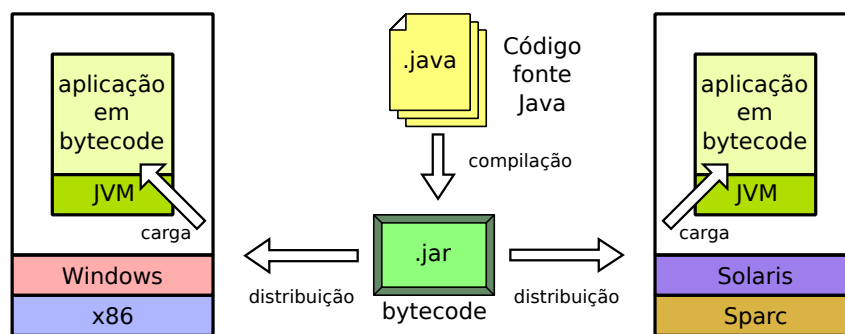 aplicação
em
bytecode
JVM
carga
Windows
x86
.java
Código
fonte
Java
compilação
.jar
bytecode
distribuição
distribuição
aplicação
em
bytecode
JVM
carga
Solaris
Sparc